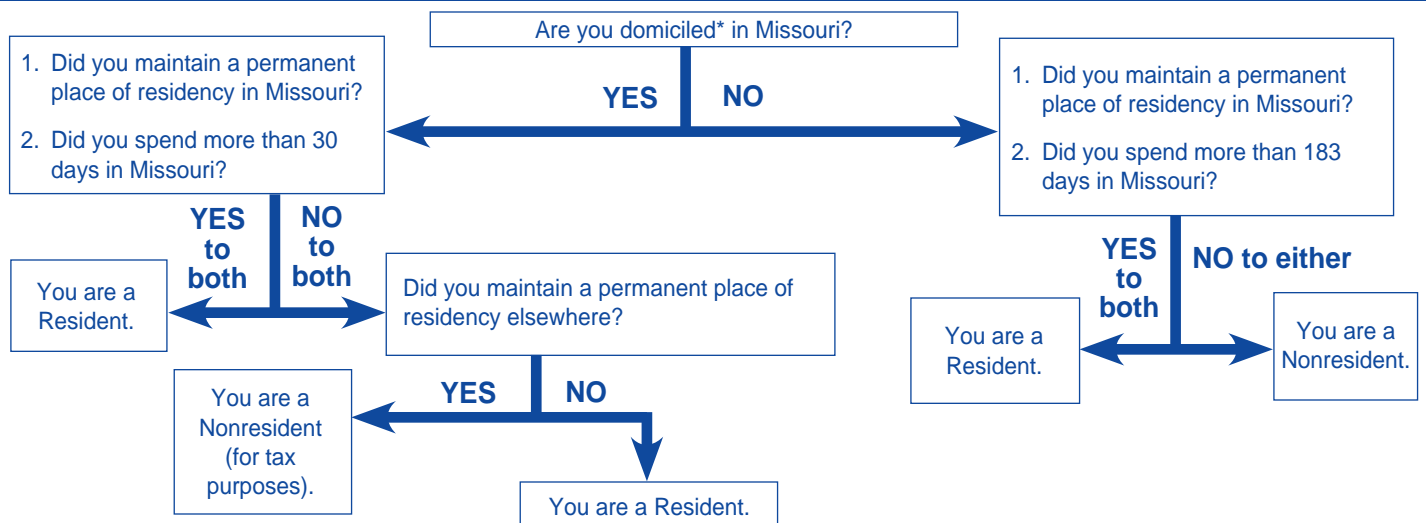 Are you domiciled* in Missouri?
YES
NO
1. Did you maintain a permanent
place of residency in Missouri?
2. Did you spend more than 30
days in Missouri?
YES
to
both
NO
to
both
You are a
Resident.
Did you maintain a permanent place of
residency elsewhere?
YES
NO
You are a
Nonresident
(for tax
purposes).
You are a Resident.
1. Did you maintain a permanent
place of residency in Missouri?
2. Did you spend more than 183
days in Missouri?
YES
to
both
NO to either
You are a
Resident.
You are a
Nonresident.